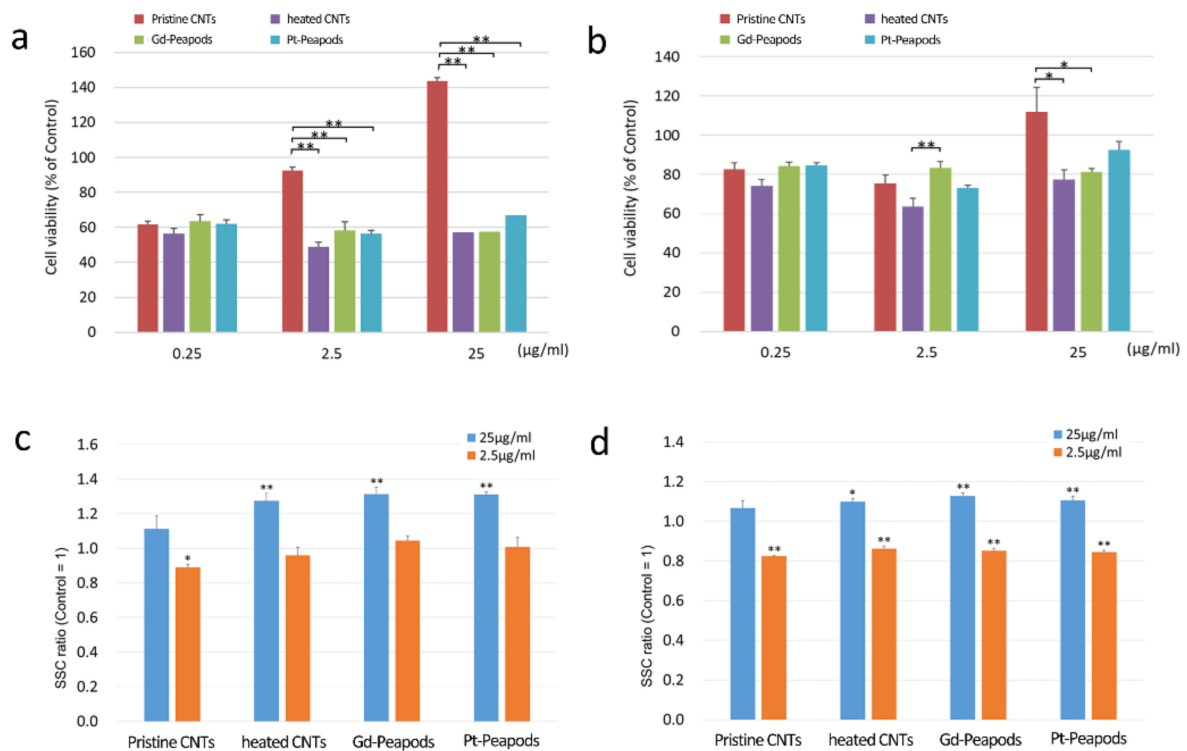 a
Pristine CNTs
heated CNTs
Gd-Peapods
Pt-Peapods
Cell viability (% of Control)
160
140
120
100
80
60
40
20
0
**
**
**
**
**
**
0.25
2.5
25
(μg/ml)
b
Pristine CNTs
heated CNTs
Gd-Peapods
Pt-Peapods
Cell viability (% of Control)
140
120
100
80
60
40
20
0
**
*
*
0.25
2.5
25
(μg/ml)
c
25μg/ml
2.5μg/ml
SSC ratio (Control = 1)
1.6
1.4
1.2
1.0
0.8
0.6
0.4
0.2
0.0
*
**
**
**
Pristine CNTs
heated CNTs
Gd-Peapods
Pt-Peapods
d
25μg/ml
2.5μg/ml
SSC ratio (Control = 1)
1.4
1.2
1.0
0.8
0.6
0.4
0.2
0.0
**
*
**
**
**
**
**
Pristine CNTs
heated CNTs
Gd-Peapods
Pt-Peapods